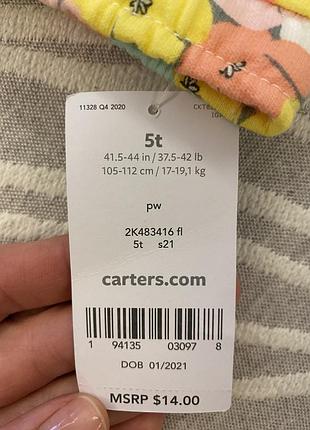 11328 Q4 2020
5t
41.5-44 in / 37.5-42 lb
105-112 cm / 17-19,1 kg
pw
2K483416 fl
5t s21
carters.com
1 94135 03097 8
DOB 01/2021
MSRP $14.00